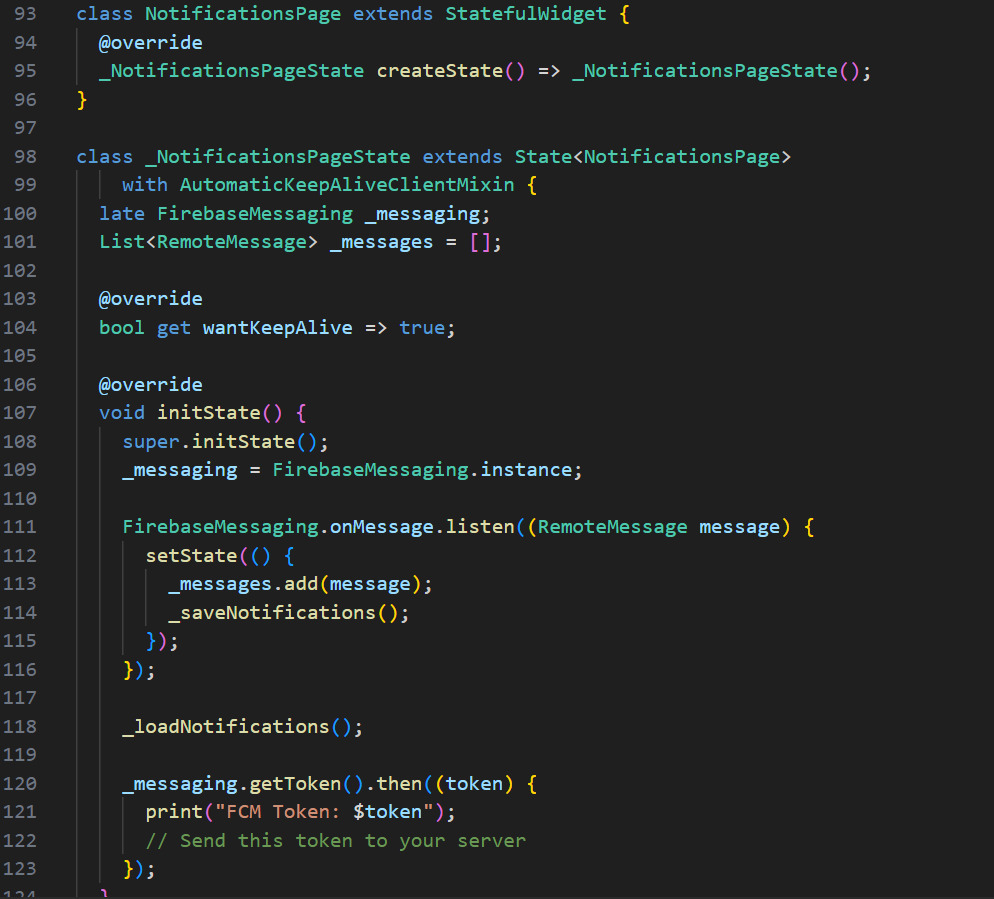 93 class NotificationsPage extends StatefulWidget {
94   @override
95   _NotificationsPageState createState() => _NotificationsPageState();
96 }
97
98 class _NotificationsPageState extends State<NotificationsPage>
99     with AutomaticKeepAliveClientMixin {
100   late FirebaseMessaging _messaging;
101   List<RemoteMessage> _messages = [];
102
103   @override
104   bool get wantKeepAlive => true;
105
106   @override
107   void initState() {
108     super.initState();
109     _messaging = FirebaseMessaging.instance;
110
111     FirebaseMessaging.onMessage.listen((RemoteMessage message) {
112       setState(() {
113         _messages.add(message);
114         _saveNotifications();
115       });
116     });
117
118     _loadNotifications();
119
120     _messaging.getToken().then((token) {
121       print("FCM Token: $token");
122       // Send this token to your server
123     });
124   }